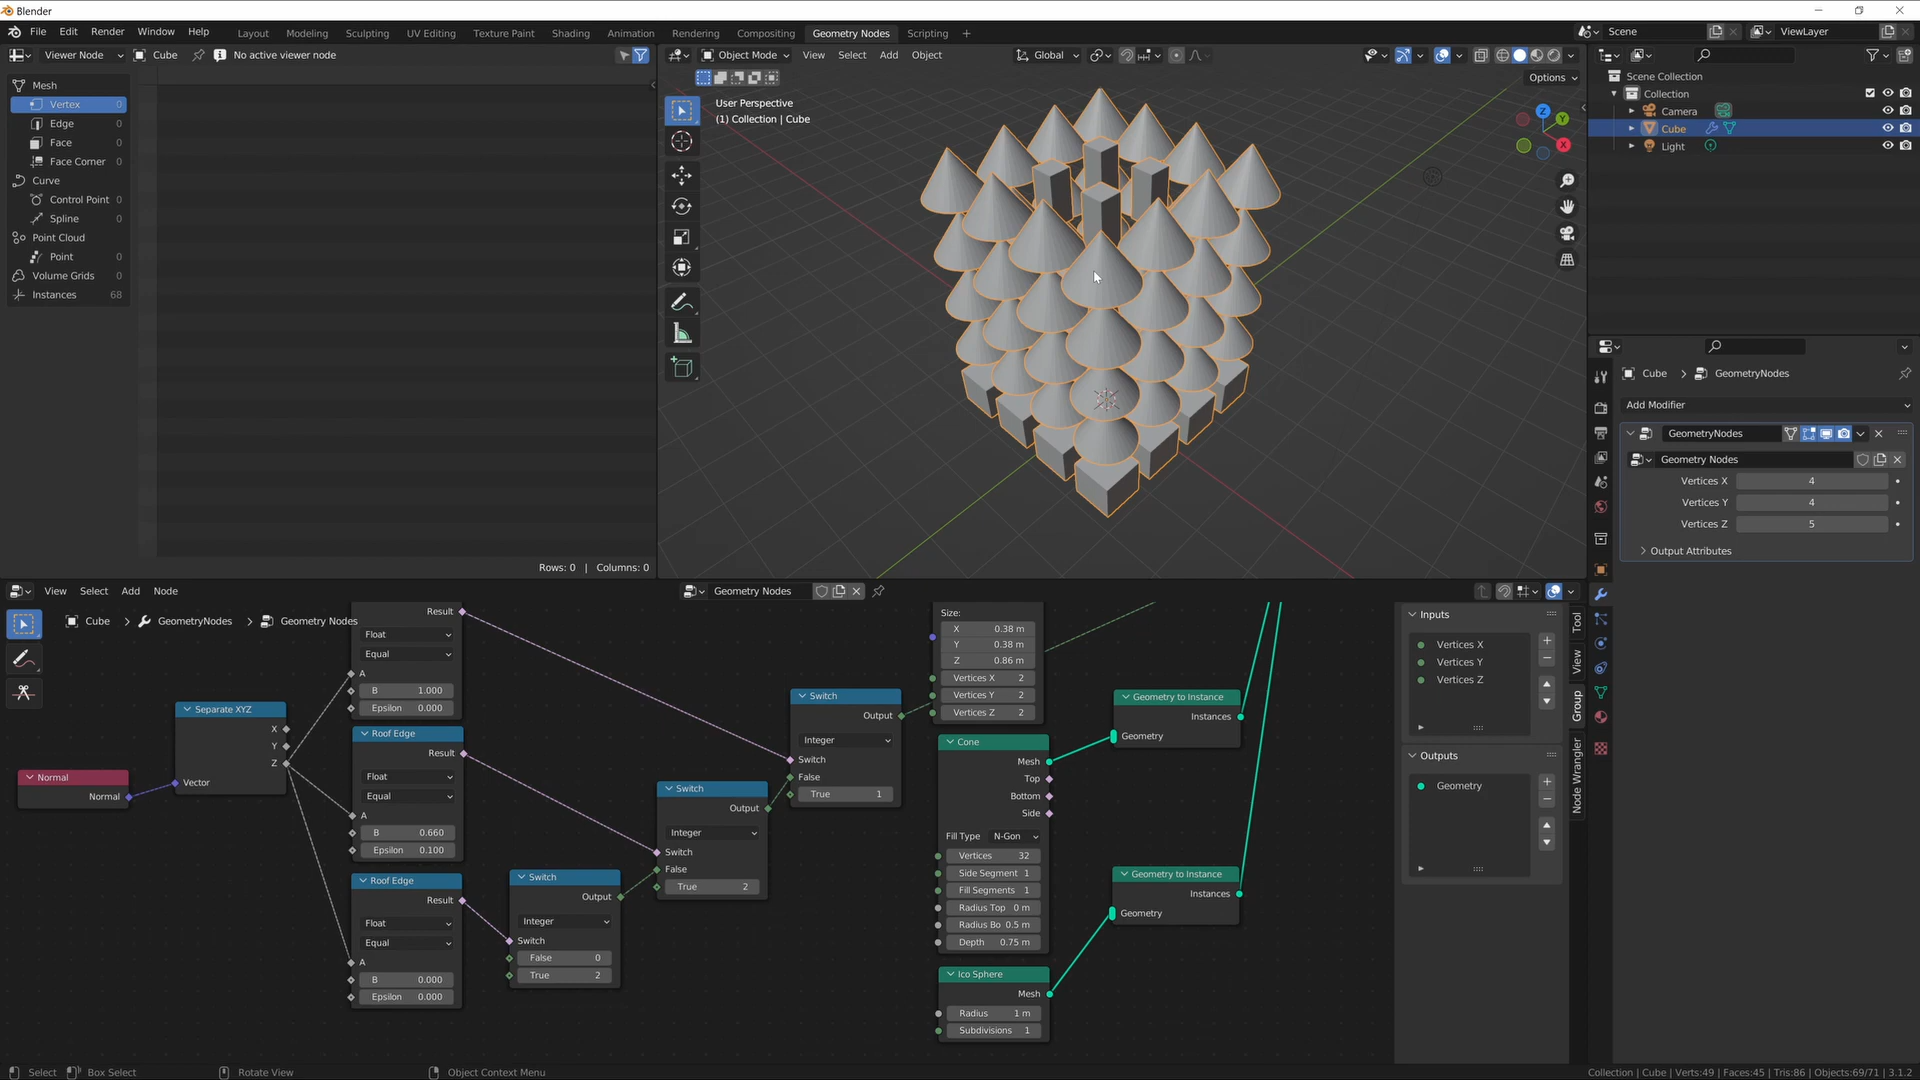 Blender
File Edit Render Window Help
Layout Modeling Sculpting UV Editing Texture Paint Shading Animation Rendering Compositing Geometry Nodes Scripting +
Scene
ViewLayer
Viewer Node
Cube
No active viewer node
Mesh
Vertex 0
Edge 0
Face 0
Face Corner 0
Curve
Control Point 0
Spline 0
Point Cloud
Point 0
Volume Grids 0
Instances 68
Rows: 0 | Columns: 0
Object Mode View Select Add Object
Global
Options
User Perspective
(1) Collection | Cube
Z
Y
X
Scene Collection
Collection
Camera
Cube
Light
Cube > GeometryNodes
Add Modifier
GeometryNodes
Geometry Nodes
Vertices X 4
Vertices Y 4
Vertices Z 5
Output Attributes
View Select Add Node
Geometry Nodes
Cube > GeometryNodes > Geometry Nodes
Normal
Normal
Separate XYZ
X
Y
Z
Vector
Result
Float
Equal
A
B 1.000
Epsilon 0.000
Roof Edge
Result
Float
Equal
A
B 0.660
Epsilon 0.100
Roof Edge
Result
Float
Equal
A
B 0.000
Epsilon 0.000
Switch
Output
Integer
Switch
False 0
True 2
Switch
Output
Integer
Switch
False
True 2
Switch
Output
Integer
Switch
False
True 1
Size:
X 0.38 m
Y 0.38 m
Z 0.86 m
Vertices X 2
Vertices Y 2
Vertices Z 2
Cone
Mesh
Top
Bottom
Side
Fill Type N-Gon
Vertices 32
Side Segment 1
Fill Segments 1
Radius Top 0 m
Radius Bo 0.5 m
Depth 0.75 m
Ico Sphere
Mesh
Radius 1 m
Subdivisions 1
Geometry to Instance
Instances
Geometry
Geometry to Instance
Instances
Geometry
Inputs
Vertices X
Vertices Y
Vertices Z
Outputs
Geometry
Tool
View
Group
Node Wrangler
Select
Box Select
Rotate View
Object Context Menu
Collection | Cube | Verts:49 | Faces:45 | Tris:86 | Objects:69/71 | 3.1.2